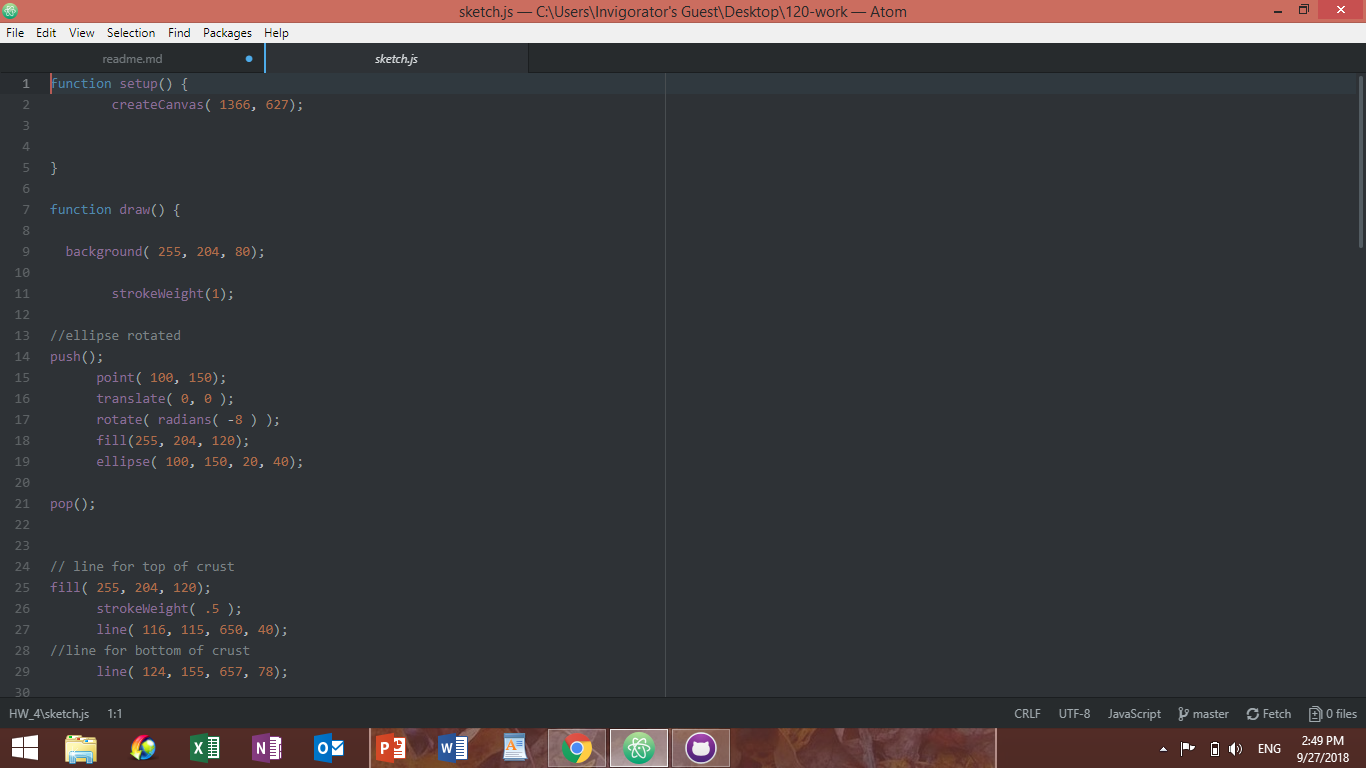 sketch.js — C:\Users\Invigorator's Guest\Desktop\120-work — Atom
File Edit View Selection Find Packages Help
readme.md sketch.js
1 function setup() {
2 createCanvas( 1366, 627);
3
4
5 }
6
7 function draw() {
8
9 background( 255, 204, 80);
10
11 strokeWeight(1);
12
13 //ellipse rotated
14 push();
15 point( 100, 150);
16 translate( 0, 0 );
17 rotate( radians( -8 ) );
18 fill(255, 204, 120);
19 ellipse( 100, 150, 20, 40);
20
21 pop();
22
23
24 // line for top of crust
25 fill( 255, 204, 120);
26 strokeWeight( .5 );
27 line( 116, 115, 650, 40);
28 //line for bottom of crust
29 line( 124, 155, 657, 78);
30
HW_4\sketch.js 1:1 CRLF UTF-8 JavaScript master Fetch 0 files
ENG 2:49 PM
9/27/2018